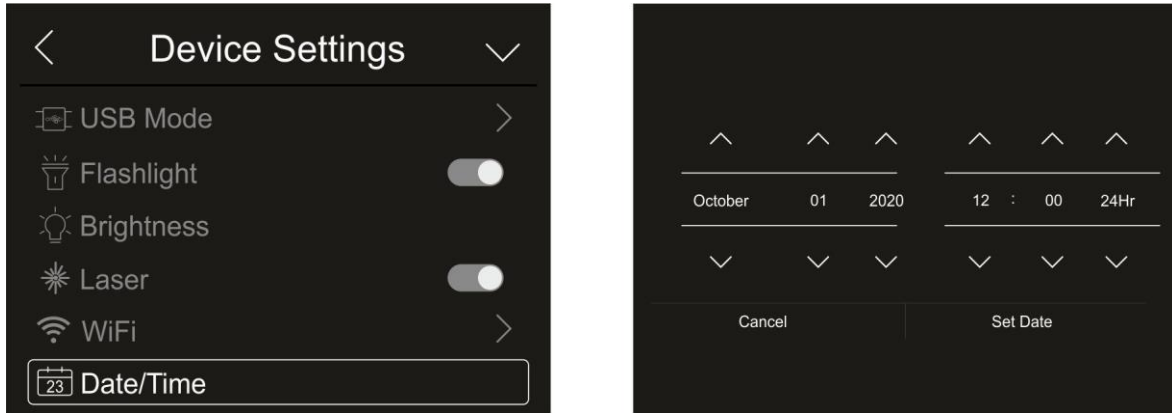 Device Settings
USB Mode
Flashlight
Brightness
Laser
WiFi
23 Date/Time
October 01 2020 12 : 00 24Hr
Cancel Set Date